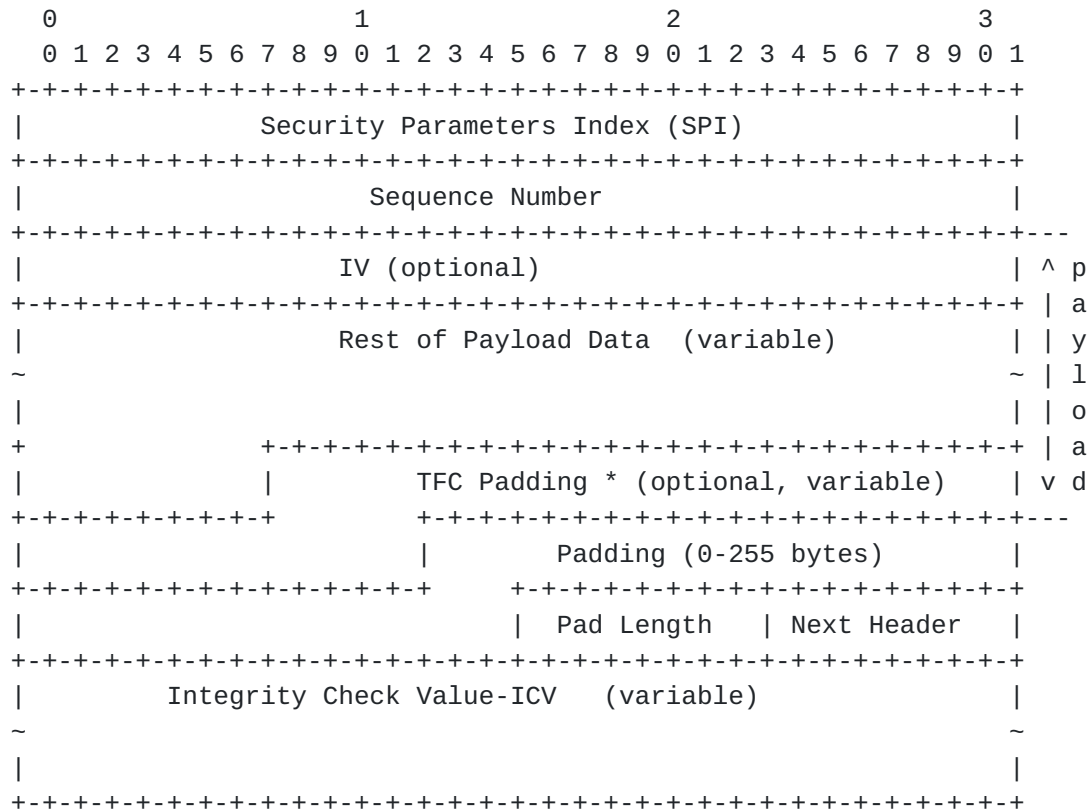 0                   1                   2                   3
 0 1 2 3 4 5 6 7 8 9 0 1 2 3 4 5 6 7 8 9 0 1 2 3 4 5 6 7 8 9 0 1
+-+-+-+-+-+-+-+-+-+-+-+-+-+-+-+-+-+-+-+-+-+-+-+-+-+-+-+-+-+-+-+-+
|               Security Parameters Index (SPI)                 |
+-+-+-+-+-+-+-+-+-+-+-+-+-+-+-+-+-+-+-+-+-+-+-+-+-+-+-+-+-+-+-+-+
|                      Sequence Number                          |
+-+-+-+-+-+-+-+-+-+-+-+-+-+-+-+-+-+-+-+-+-+-+-+-+-+-+-+-+-+-+-+-+---
|                    IV (optional)                              | ^ p
+-+-+-+-+-+-+-+-+-+-+-+-+-+-+-+-+-+-+-+-+-+-+-+-+-+-+-+-+-+-+-+-+ | a
|                    Rest of Payload Data  (variable)           | | y
~                                                               ~ | l
|                                                               | | o
+               +-+-+-+-+-+-+-+-+-+-+-+-+-+-+-+-+-+-+-+-+-+-+-+-+ | a
|               |         TFC Padding * (optional, variable)    | v d
+-+-+-+-+-+-+-+-+         +-+-+-+-+-+-+-+-+-+-+-+-+-+-+-+-+-+-+-+---
|                         |        Padding (0-255 bytes)        |
+-+-+-+-+-+-+-+-+-+-+-+-+-+     +-+-+-+-+-+-+-+-+-+-+-+-+-+-+-+-+
|                               |  Pad Length   | Next Header   |
+-+-+-+-+-+-+-+-+-+-+-+-+-+-+-+-+-+-+-+-+-+-+-+-+-+-+-+-+-+-+-+-+
|         Integrity Check Value-ICV   (variable)                |
~                                                               ~
|                                                               |
+-+-+-+-+-+-+-+-+-+-+-+-+-+-+-+-+-+-+-+-+-+-+-+-+-+-+-+-+-+-+-+-+